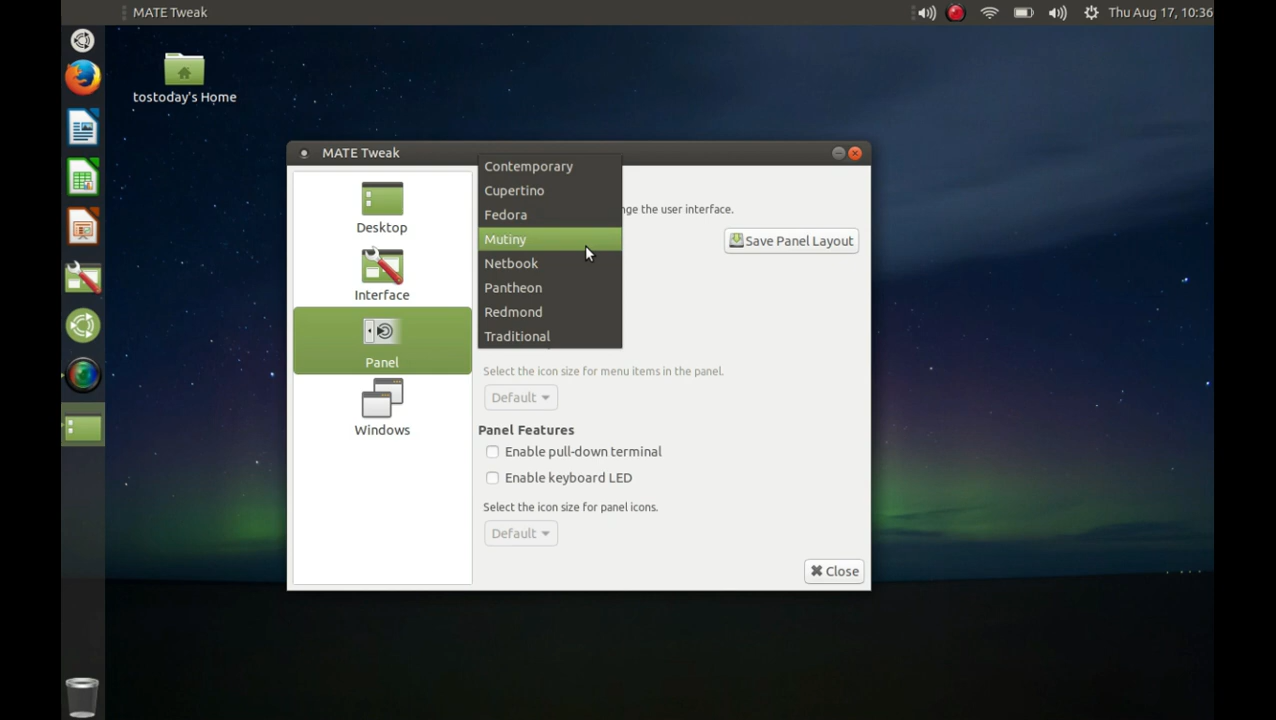 MATE Tweak
Thu Aug 17, 10:36
tostoday's Home
MATE Tweak
Desktop
Interface
Panel
Windows
Contemporary
Cupertino
Fedora
Mutiny
Netbook
Pantheon
Redmond
Traditional
the user interface.
Save Panel Layout
Select the icon size for menu items in the panel.
Default
Panel Features
Enable pull-down terminal
Enable keyboard LED
Select the icon size for panel icons.
Default
Close